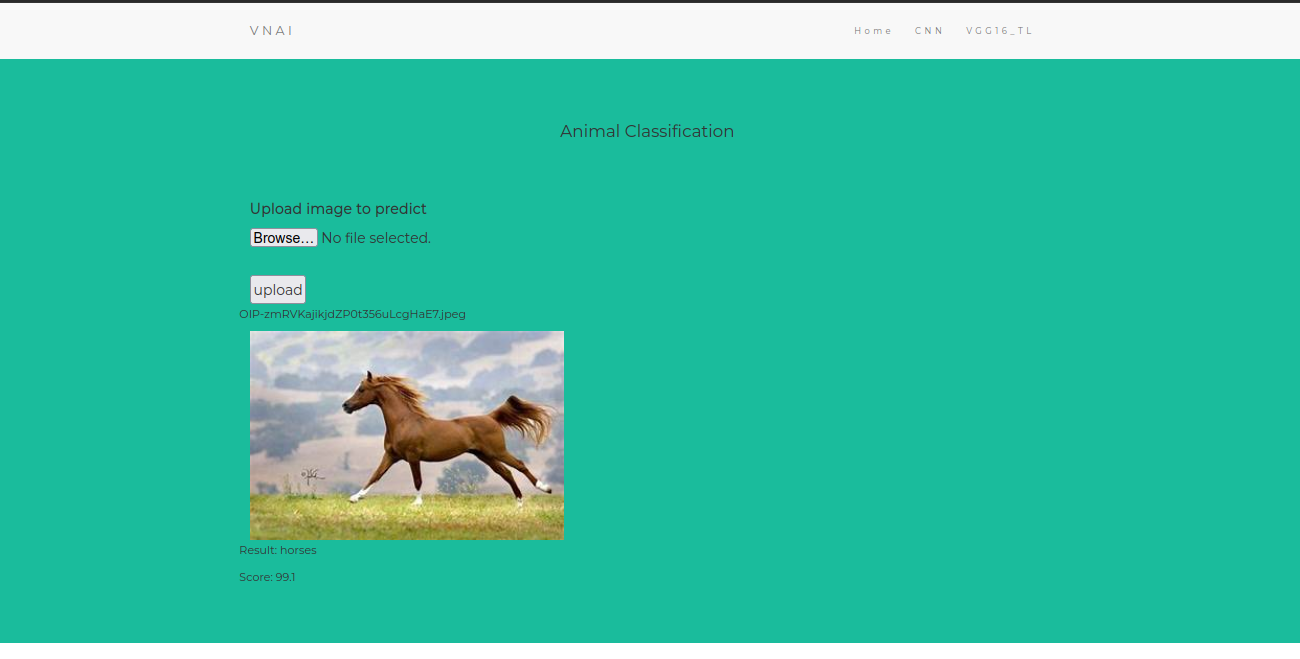 VNAI
Home CNN VGG16_TL
Animal Classification
Upload image to predict
Browse... No file selected.
upload
OIP-zmRVKajikjdZP0t356uLcgHaE7.jpeg
Result: horses
Score: 99.1